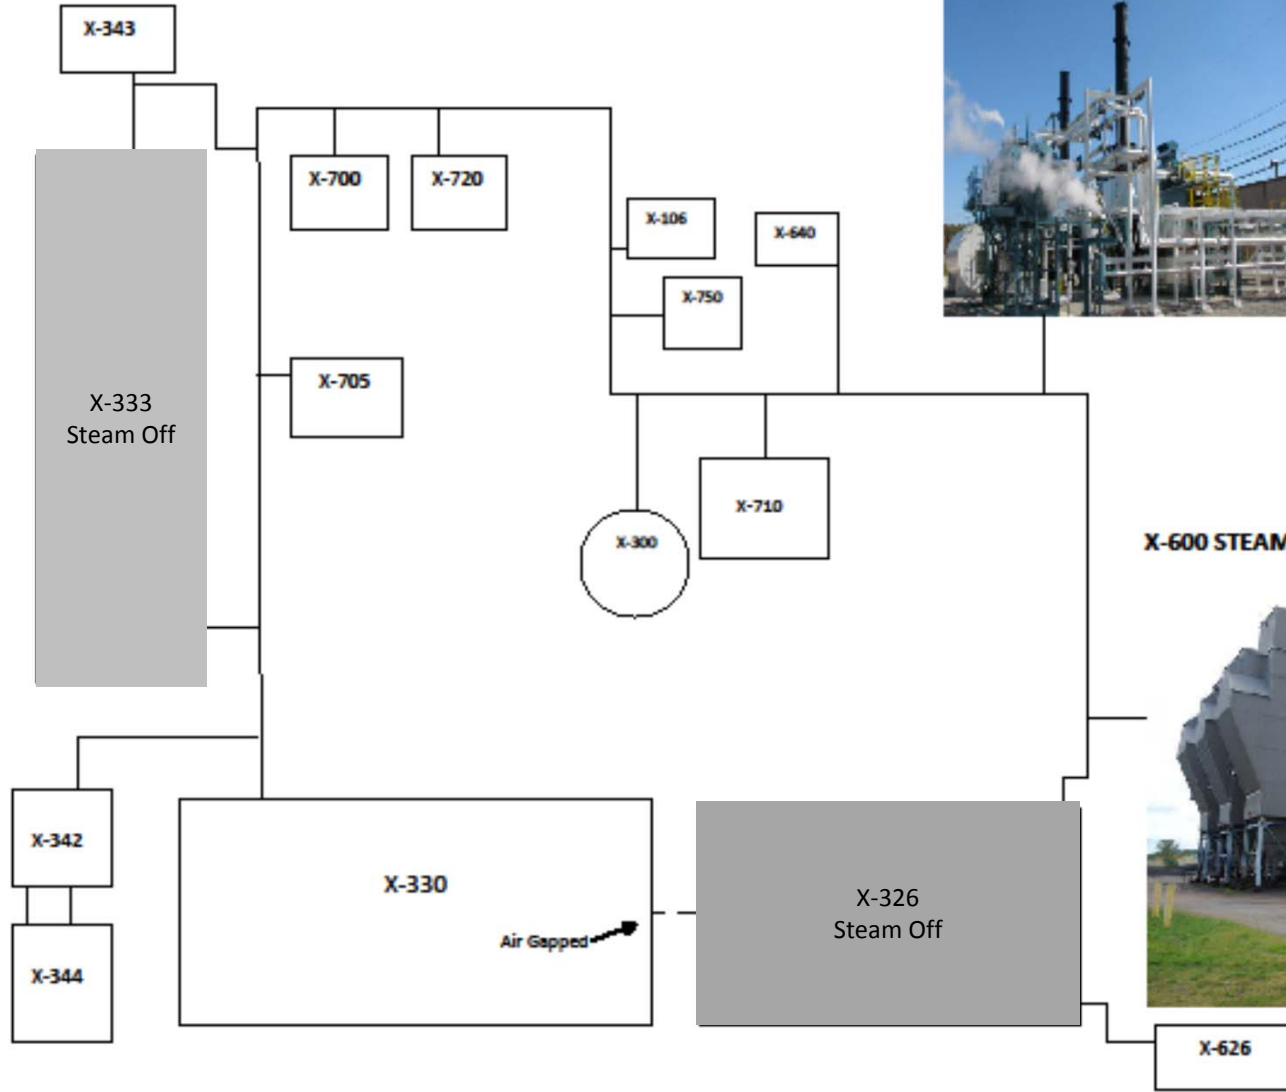 X-343
X-700
X-720
X-106
X-640
X-750
X-705
X-333
Steam Off
X-710
X-300
X-600 STEAM
X-342
X-330
X-326
Steam Off
Air Gapped
X-344
X-626